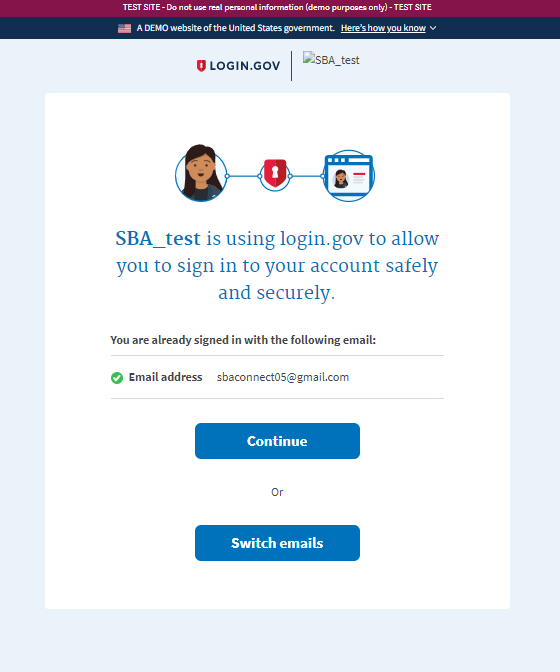 TEST SITE - Do not use real personal information (demo purposes only) - TEST SITE
A DEMO website of the United States government. Here's how you know
LOGIN.GOV
SBA_test
SBA_test is using login.gov to allow
you to sign in to your account safely
and securely.
You are already signed in with the following email:
Email address sbaconnect05@gmail.com
Continue
Or
Switch emails